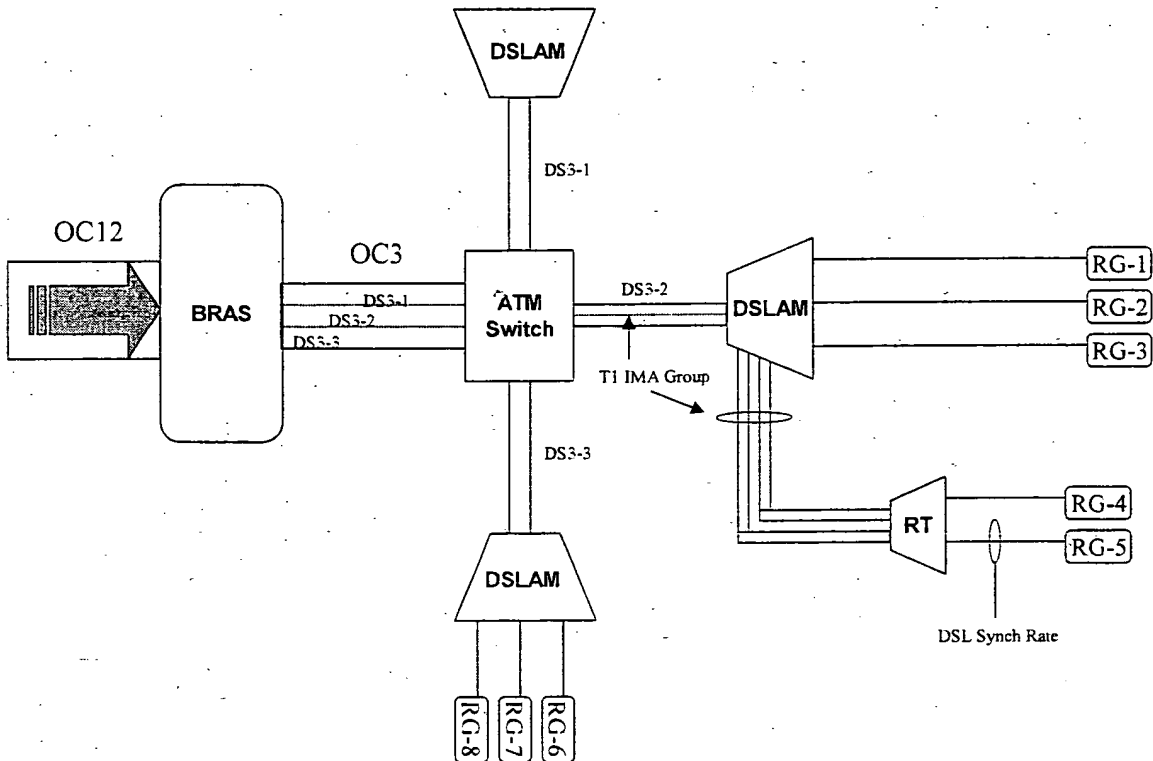 DSLAM
DS3-1
OC12
OC3
BRAS
DS3-1
DS3-2
DS3-3
ATM
Switch
DS3-2
DSLAM
RG-1
RG-2
RG-3
T1 IMA Group
DS3-3
RT
RG-4
RG-5
DSLAM
DSL Synch Rate
RG-8
RG-7
RG-6